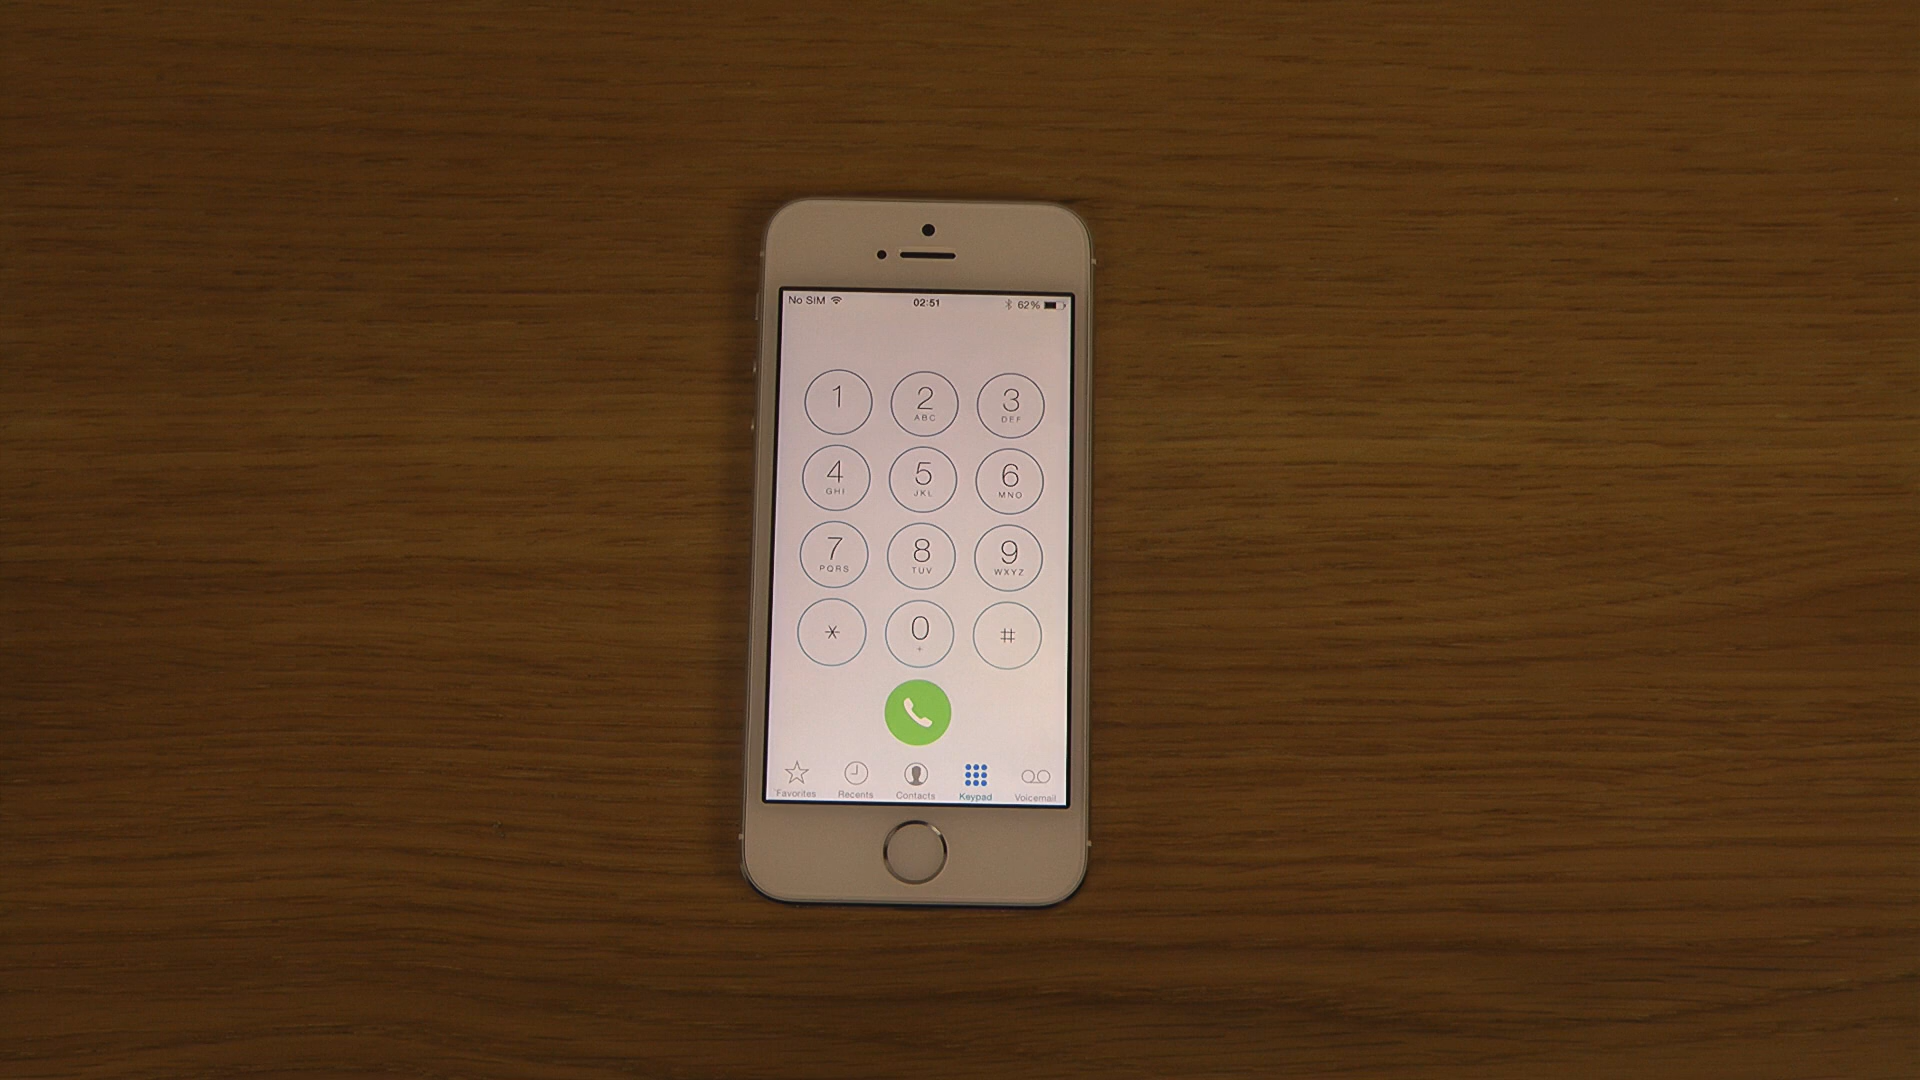 No SIM 02:51 62%
1 2 3
ABC DEF
4 5 6
GHI JKL MNO
7 8 9
PQRS TUV WXYZ
* 0 #
+
Favorites Recents Contacts Keypad Voicemail